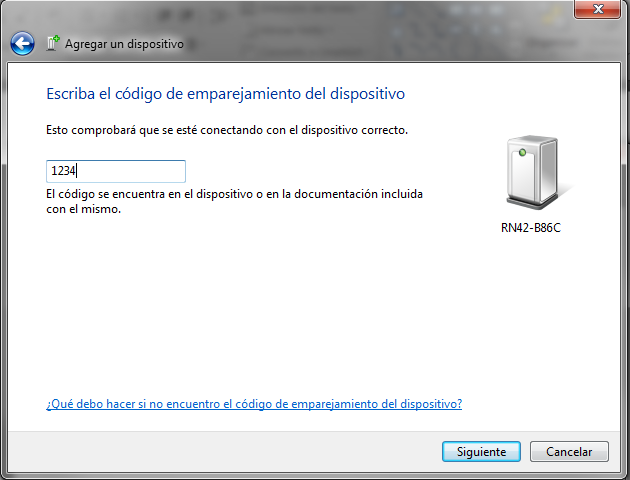 Agregar un dispositivo
Escriba el código de emparejamiento del dispositivo
Esto comprobará que se esté conectando con el dispositivo correcto.
1234
El código se encuentra en el dispositivo o en la documentación incluida
con el mismo.
RN42-B86C
¿Qué debo hacer si no encuentro el código de emparejamiento del dispositivo?
Siguiente
Cancelar